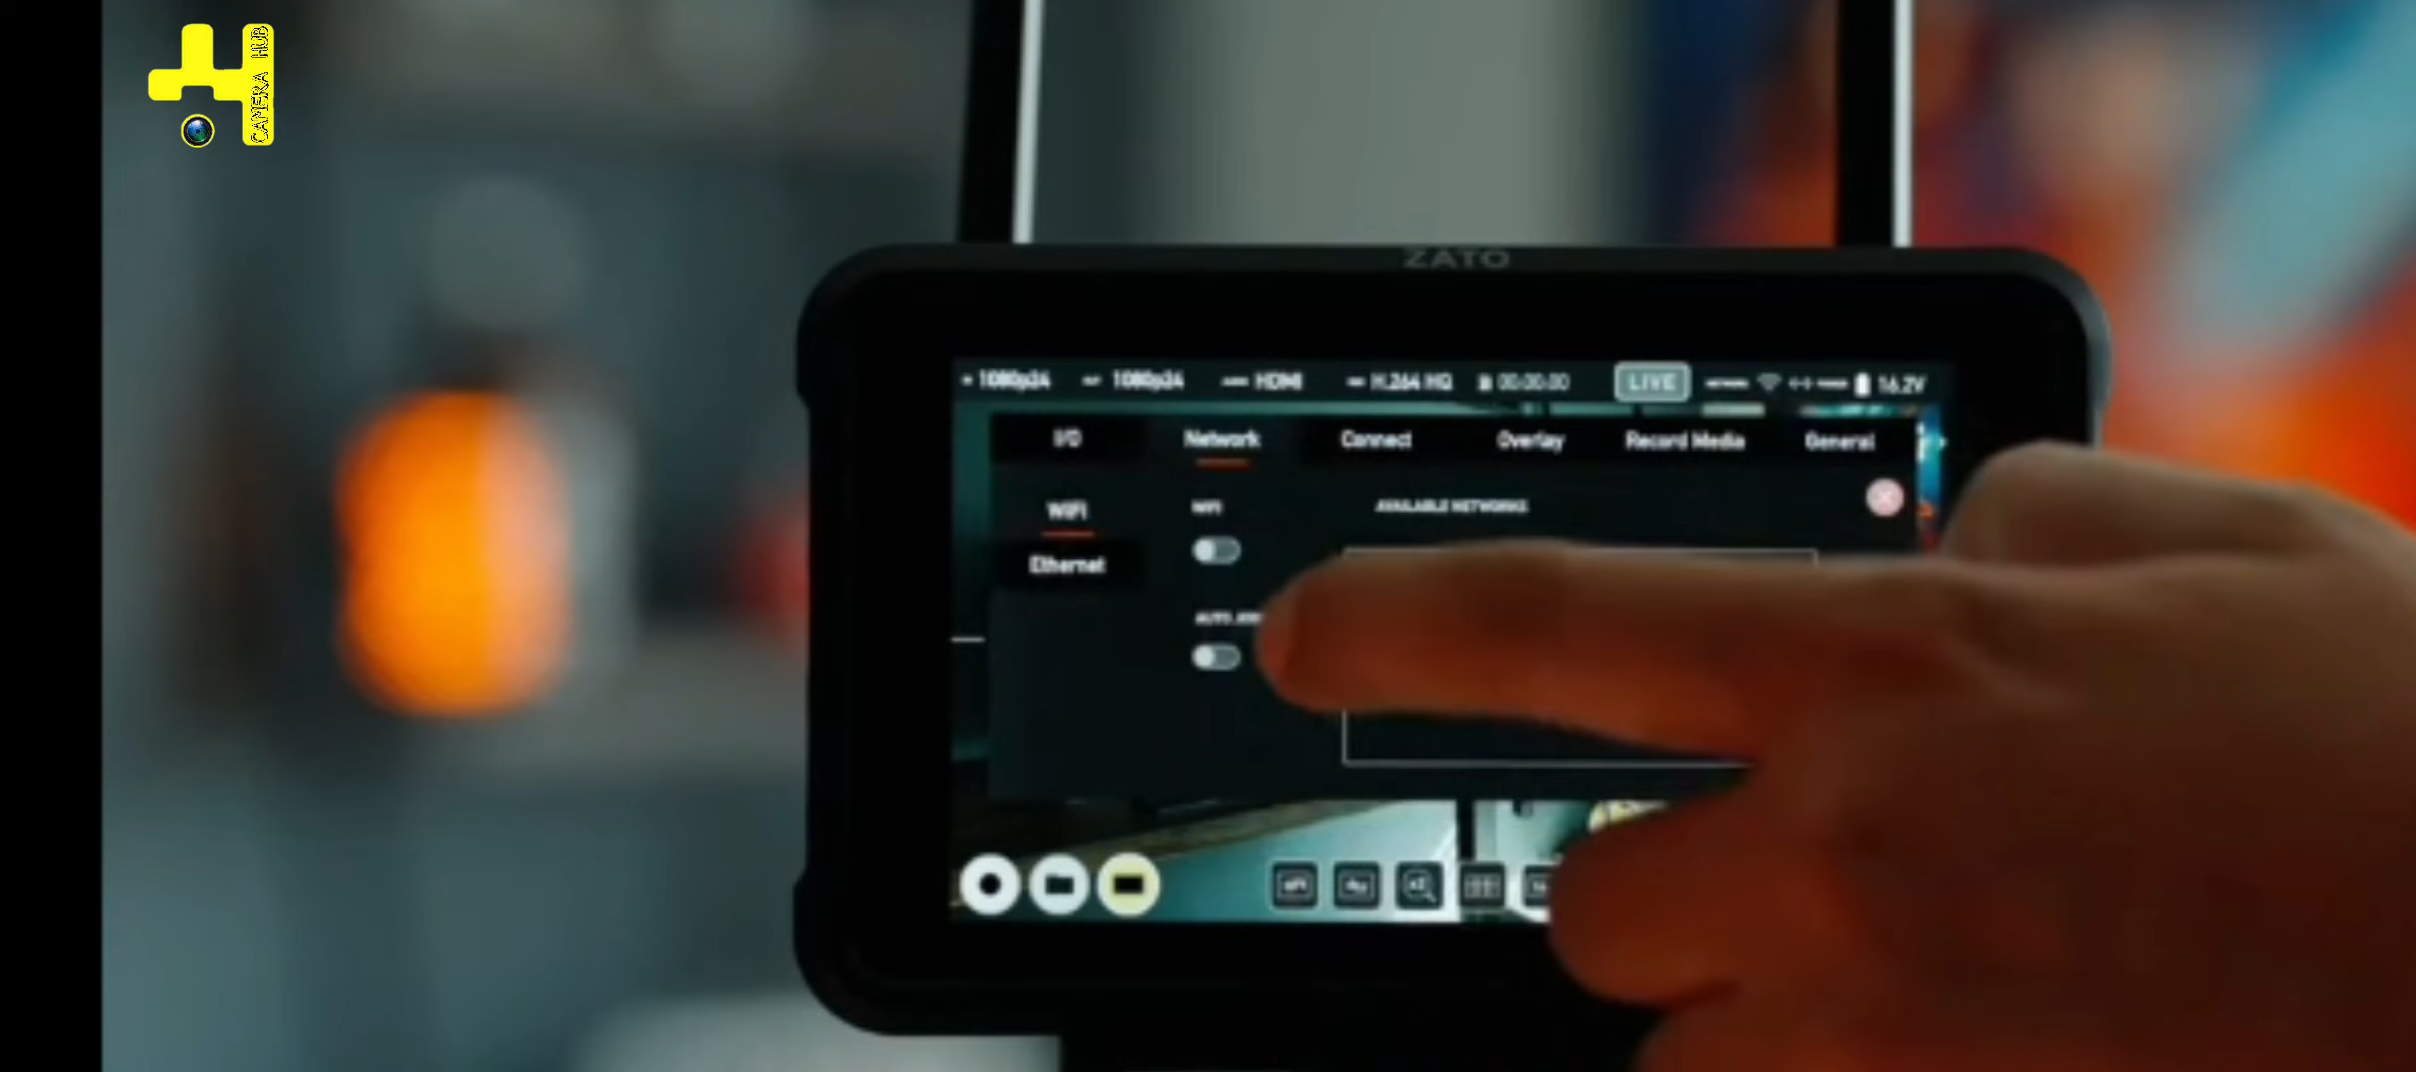 CAMERA HUB
ZATO
1080p24 1080p24 HDMI H.264 HQ 00:00:00 LIVE 16.2V
I/O Network Connect Overlay Record Media General
WiFi WIFI AVAILABLE NETWORKS
Ethernet
AUTO